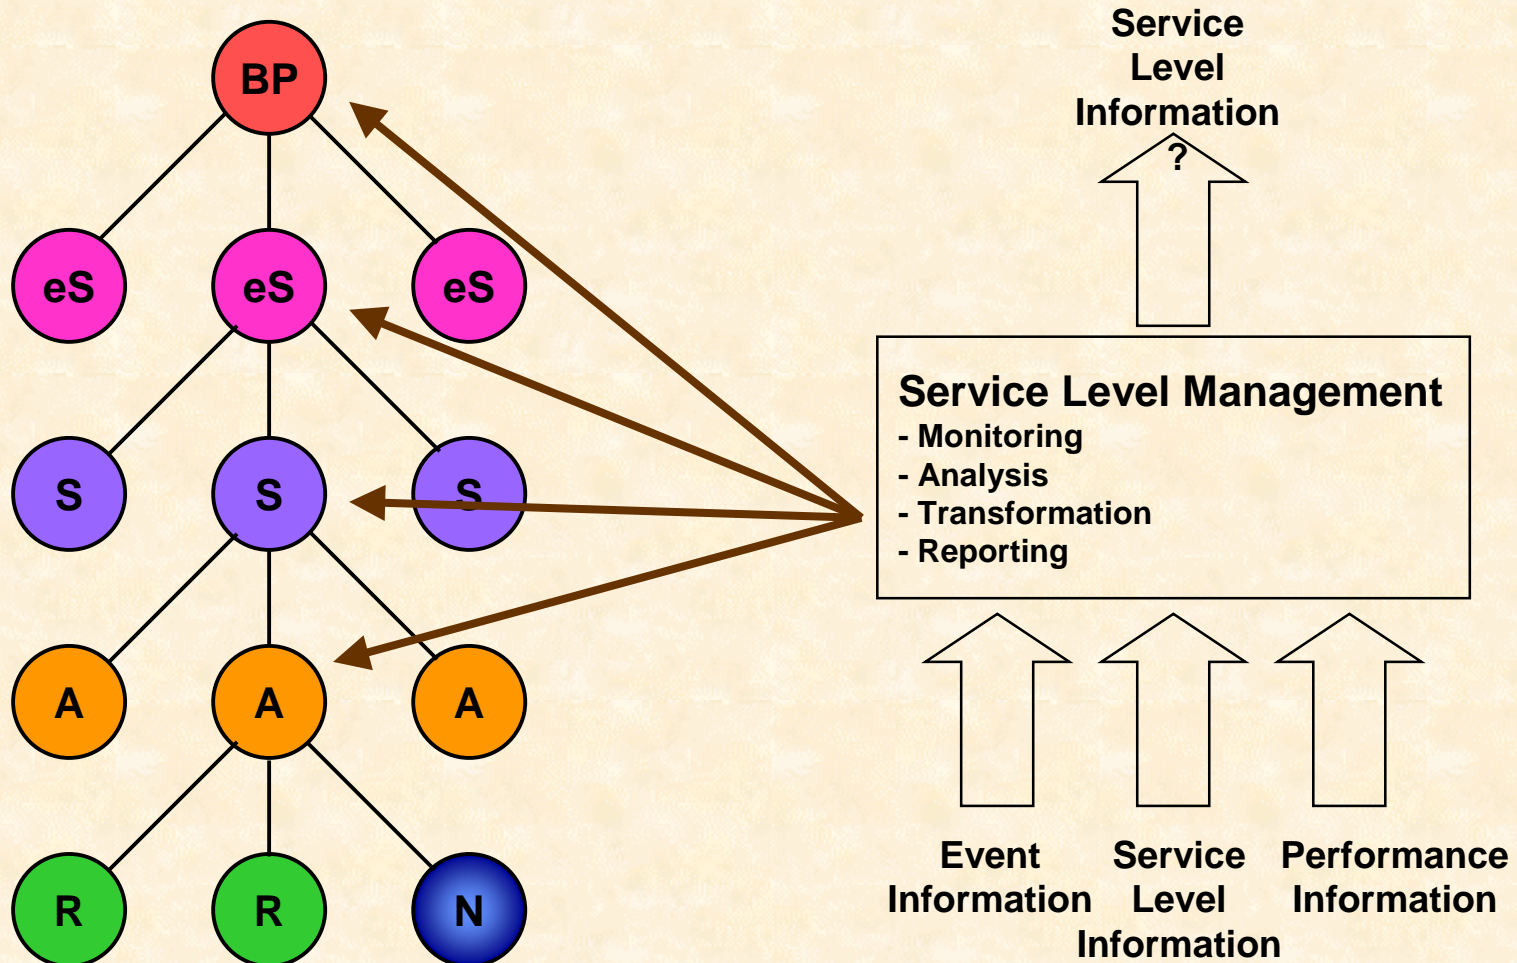 BP
eS
eS
eS
S
S
S
A
A
A
R
R
N
Service
Level
Information
?
Service Level Management
- Monitoring
- Analysis
- Transformation
- Reporting
Event
Information
Service
Level
Information
Performance
Information